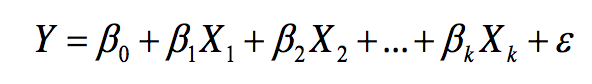 Y = β₀ + β₁X₁ + β₂X₂ + ... + βₖXₖ + ε